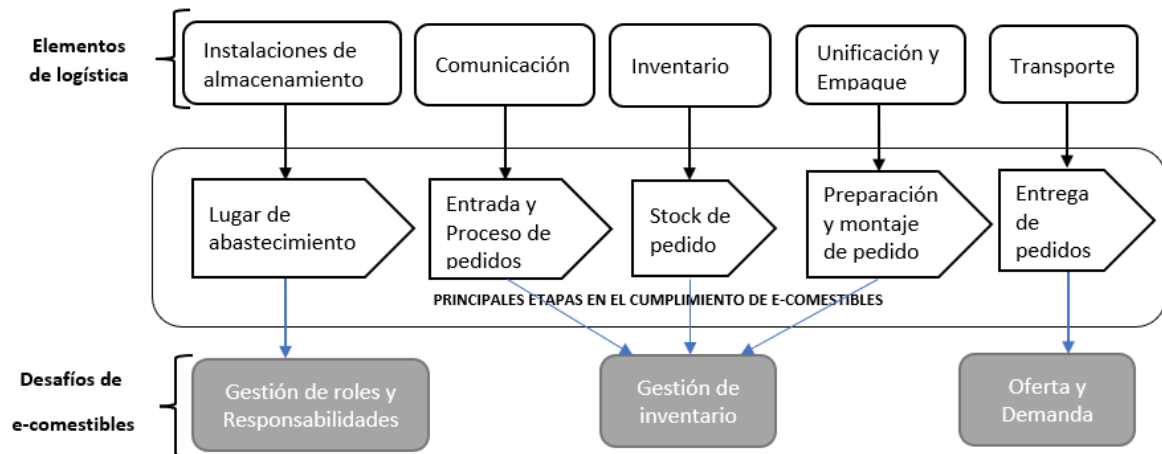 Elementos
de logística
Instalaciones de
almacenamiento
Comunicación
Inventario
Unificación y
Empaque
Transporte
Lugar de
abastecimiento
Entrada y
Proceso de
pedidos
Stock de
pedido
Preparación
y montaje
de pedido
Entrega
de
pedidos
PRINCIPALES ETAPAS EN EL CUMPLIMIENTO DE E-COMESTIBLES
Desafíos de
e-comestibles
Gestión de roles y
Responsabilidades
Gestión de
inventario
Oferta y
Demanda